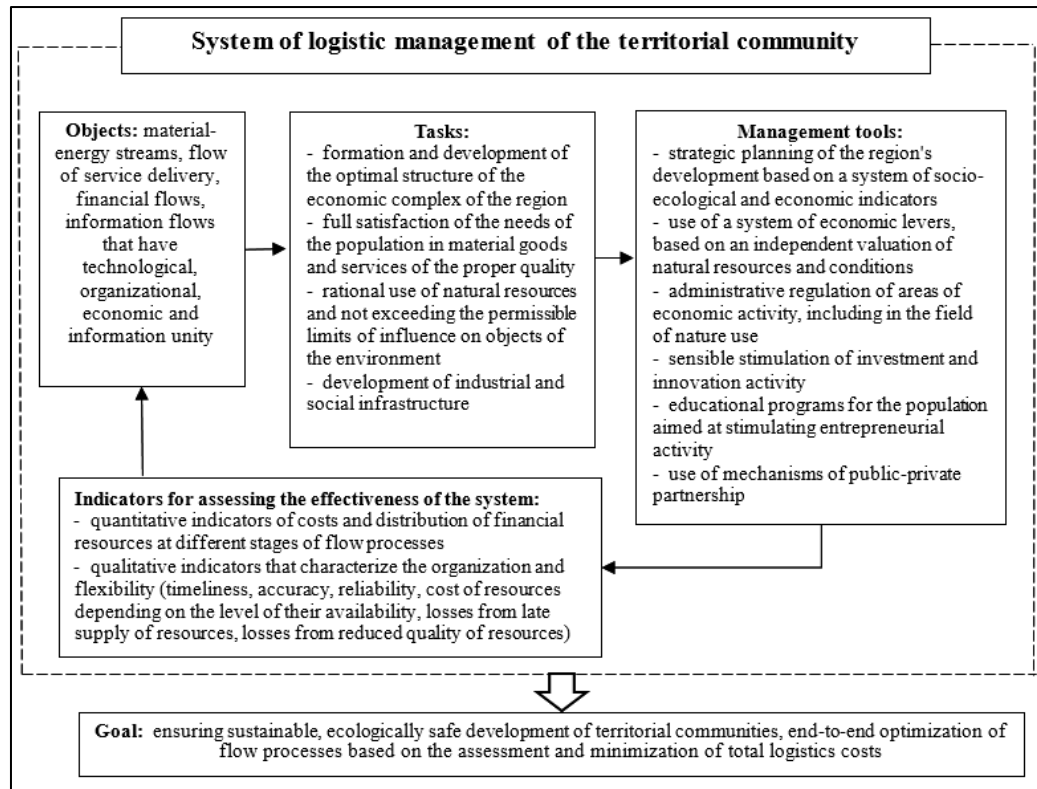 System of logistic management of the territorial community
Objects: material-
energy streams, flow
of service delivery,
financial flows,
information flows
that have
technological,
organizational,
economic and
information unity
Tasks:
- formation and development of
the optimal structure of the
economic complex of the region
- full satisfaction of the needs of
the population in material goods
and services of the proper quality
- rational use of natural resources
and not exceeding the permissible
limits of influence on objects of
the environment
- development of industrial and
social infrastructure
Management tools:
- strategic planning of the region's
development based on a system of socio-
ecological and economic indicators
- use of a system of economic levers,
based on an independent valuation of
natural resources and conditions
- administrative regulation of areas of
economic activity, including in the field
of nature use
- sensible stimulation of investment and
innovation activity
- educational programs for the population
aimed at stimulating entrepreneurial
activity
- use of mechanisms of public-private
partnership
Indicators for assessing the effectiveness of the system:
- quantitative indicators of costs and distribution of financial
resources at different stages of flow processes
- qualitative indicators that characterize the organization and
flexibility (timeliness, accuracy, reliability, cost of resources
depending on the level of their availability, losses from late
supply of resources, losses from reduced quality of resources)
Goal: ensuring sustainable, ecologically safe development of territorial communities, end-to-end optimization of
flow processes based on the assessment and minimization of total logistics costs